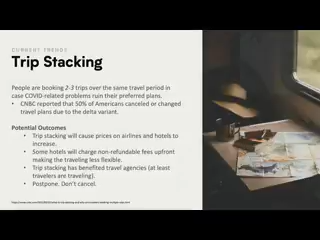 CURRENT TRENDS
Trip Stacking
People are booking 2-3 trips over the same travel period in
case COVID-related problems ruin their preferred plans.
• CNBC reported that 50% of Americans canceled or changed
travel plans due to the delta variant.
Potential Outcomes
• Trip stacking will cause prices on airlines and hotels to
increase.
• Some hotels will charge non-refundable fees upfront
making the traveling less flexible.
• Trip stacking has benefited travel agencies (at least
travelers are traveling).
• Postpone. Don't cancel.